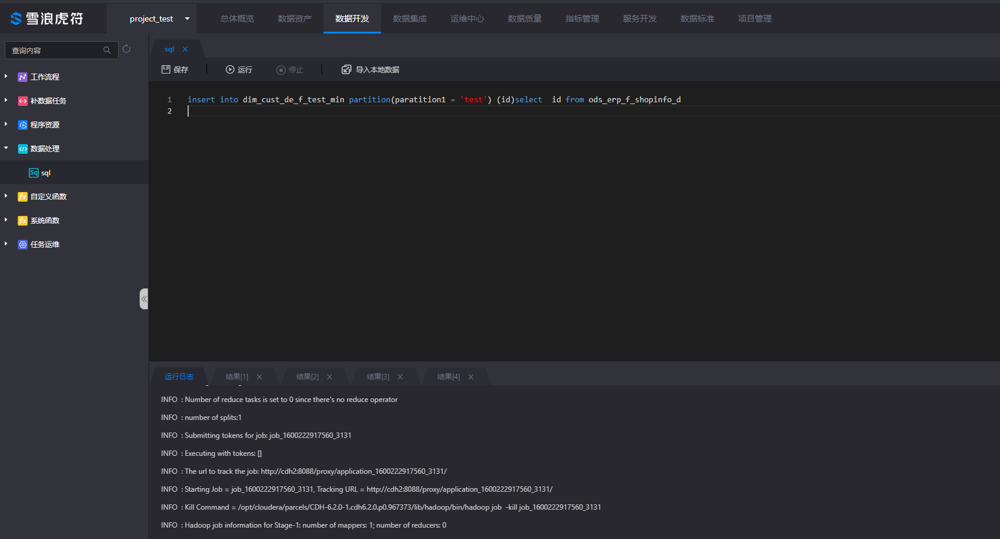 雪浪虎符
project_test
总体概览 数据资产 数据开发 数据集成 运维中心 数据质量 指标管理 服务开发 数据标准 项目管理
查询内容
工作流程
补数据任务
程序资源
数据处理
Sq sql
自定义函数
系统函数
任务运维
sql X
保存 运行 停止 导入本地数据
1 insert into dim_cust_de_f_test_min partition(paratition1 = 'test') (id)select  id from ods_erp_f_shopinfo_d
2
运行日志 结果[1] X 结果[2] X 结果[3] X 结果[4] X
INFO  : Number of reduce tasks is set to 0 since there's no reduce operator
INFO  : number of splits:1
INFO  : Submitting tokens for job: job_1600222917560_3131
INFO  : Executing with tokens: []
INFO  : The url to track the job: http://cdh2:8088/proxy/application_1600222917560_3131/
INFO  : Starting Job = job_1600222917560_3131, Tracking URL = http://cdh2:8088/proxy/application_1600222917560_3131/
INFO  : Kill Command = /opt/cloudera/parcels/CDH-6.2.0-1.cdh6.2.0.p0.967373/lib/hadoop/bin/hadoop job  -kill job_1600222917560_3131
INFO  : Hadoop job information for Stage-1: number of mappers: 1; number of reducers: 0